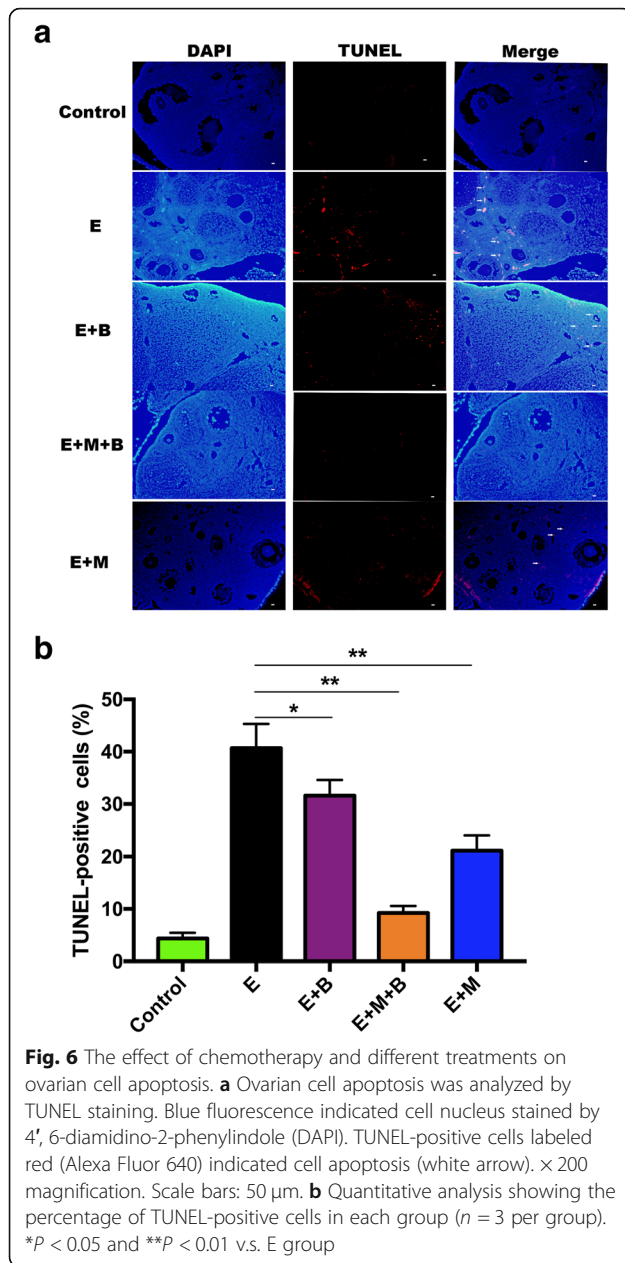 a
DAPI TUNEL Merge
Control
E
E+B
E+M+B
E+M
b
**
**
*
TUNEL-positive cells (%)
50
40
30
20
10
0
Control E E+B E+M+B E+M
Fig. 6 The effect of chemotherapy and different treatments on
ovarian cell apoptosis. a Ovarian cell apoptosis was analyzed by
TUNEL staining. Blue fluorescence indicated cell nucleus stained by
4′, 6-diamidino-2-phenylindole (DAPI). TUNEL-positive cells labeled
red (Alexa Fluor 640) indicated cell apoptosis (white arrow). × 200
magnification. Scale bars: 50 μm. b Quantitative analysis showing the
percentage of TUNEL-positive cells in each group (n = 3 per group).
*P < 0.05 and **P < 0.01 v.s. E group